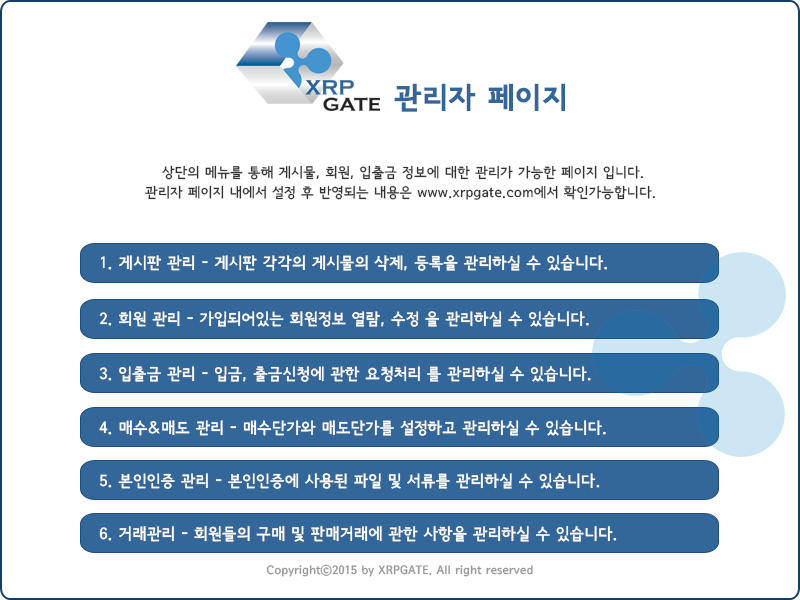 XRP
GATE 관리자 페이지
상단의 메뉴를 통해 게시물, 회원, 입출금 정보에 대한 관리가 가능한 페이지 입니다.
관리자 페이지 내에서 설정 후 반영되는 내용은 www.xrpgate.com에서 확인가능합니다.
1. 게시판 관리 - 게시판 각각의 게시물의 삭제, 등록을 관리하실 수 있습니다.
2. 회원 관리 - 가입되어있는 회원정보 열람, 수정 을 관리하실 수 있습니다.
3. 입출금 관리 - 입금, 출금신청에 관한 요청처리 를 관리하실 수 있습니다.
4. 매수&매도 관리 - 매수단가와 매도단가를 설정하고 관리하실 수 있습니다.
5. 본인인증 관리 - 본인인증에 사용된 파일 및 서류를 관리하실 수 있습니다.
6. 거래관리 - 회원들의 구매 및 판매거래에 관한 사항을 관리하실 수 있습니다.
Copyrightⓒ2015 by XRPGATE. All right reserved